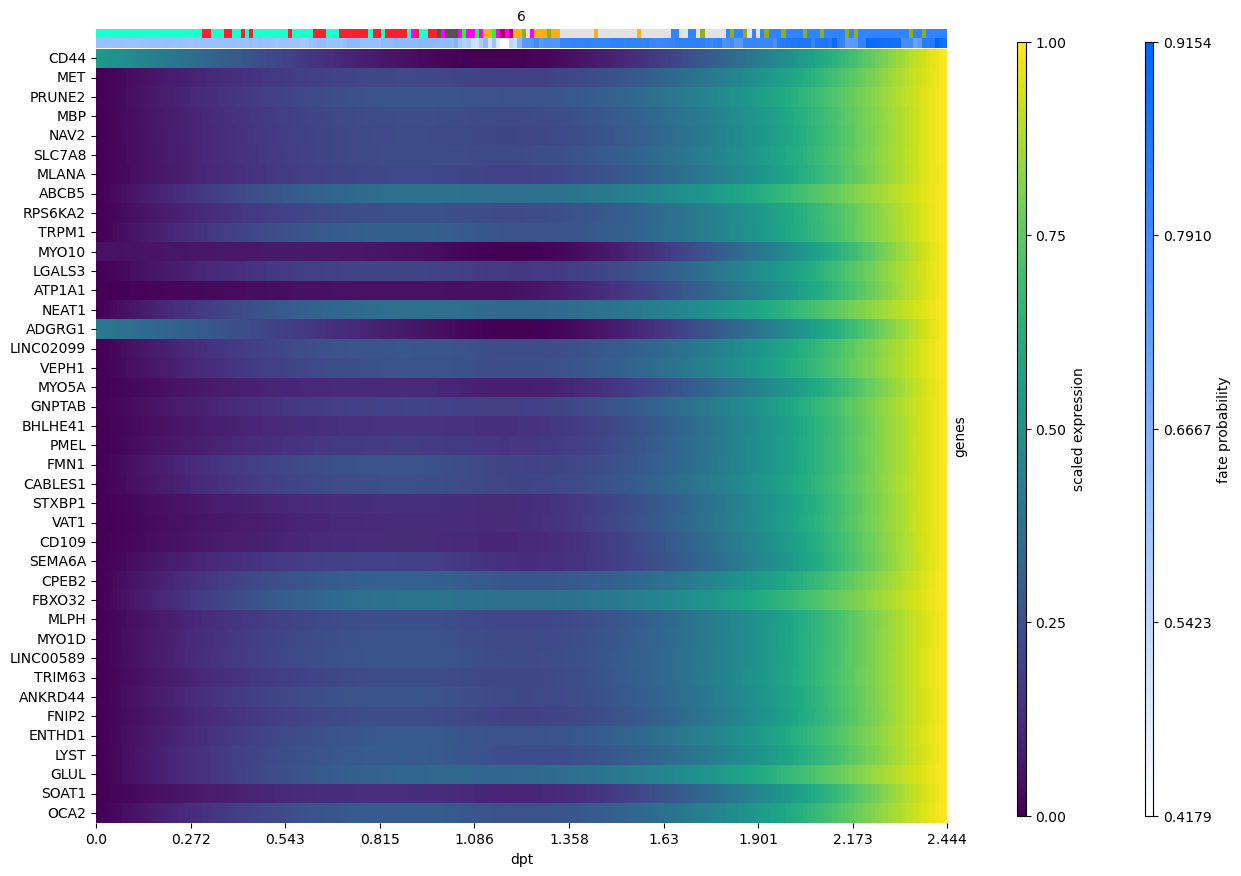 6
CD44
MET
PRUNE2
MBP
NAV2
SLC7A8
MLANA
ABCB5
RPS6KA2
TRPM1
MYO10
LGALS3
ATP1A1
NEAT1
ADGRG1
LINC02099
VEPH1
MYO5A
GNPTAB
BHLHE41
PMEL
FMN1
CABLES1
STXBP1
VAT1
CD109
SEMA6A
CPEB2
FBXO32
MLPH
MYO1D
LINC00589
TRIM63
ANKRD44
FNIP2
ENTHD1
LYST
GLUL
SOAT1
OCA2
0.0 0.272 0.543 0.815 1.086 1.358 1.63 1.901 2.173 2.444
dpt
genes
1.00
0.75
0.50
0.25
0.00
scaled expression
0.9154
0.7910
0.6667
0.5423
0.4179
fate probability